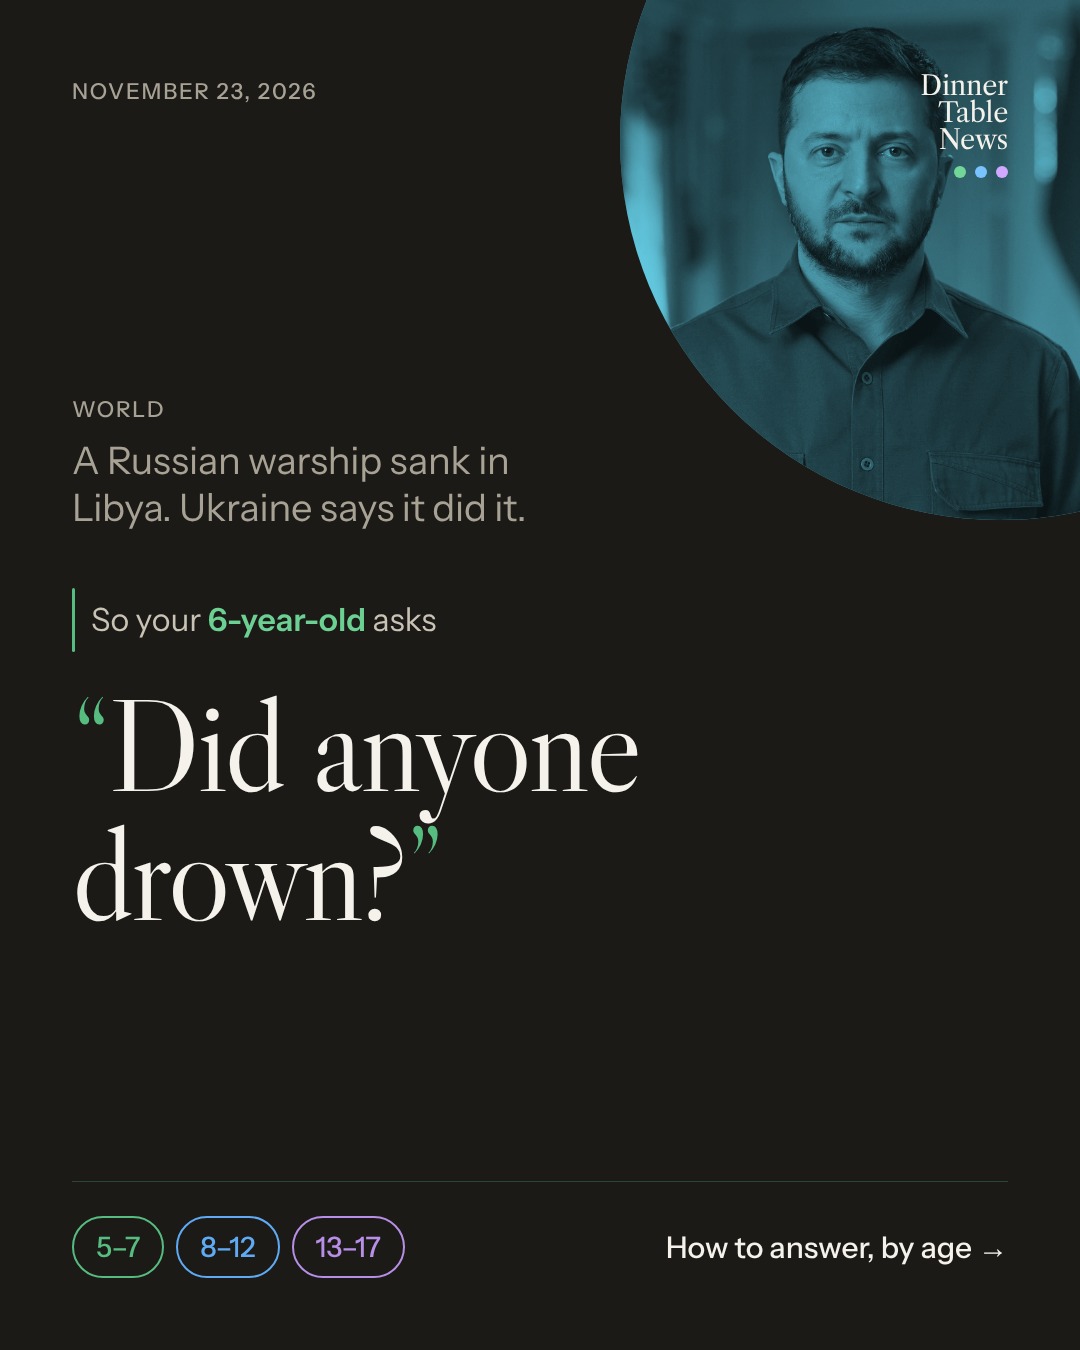 NOVEMBER 23, 2026
Dinner
Table
News
WORLD
A Russian warship sank in
Libya. Ukraine says it did it.
So your 6-year-old asks
“Did anyone
drown?”
5–7
8–12
13–17
How to answer, by age →